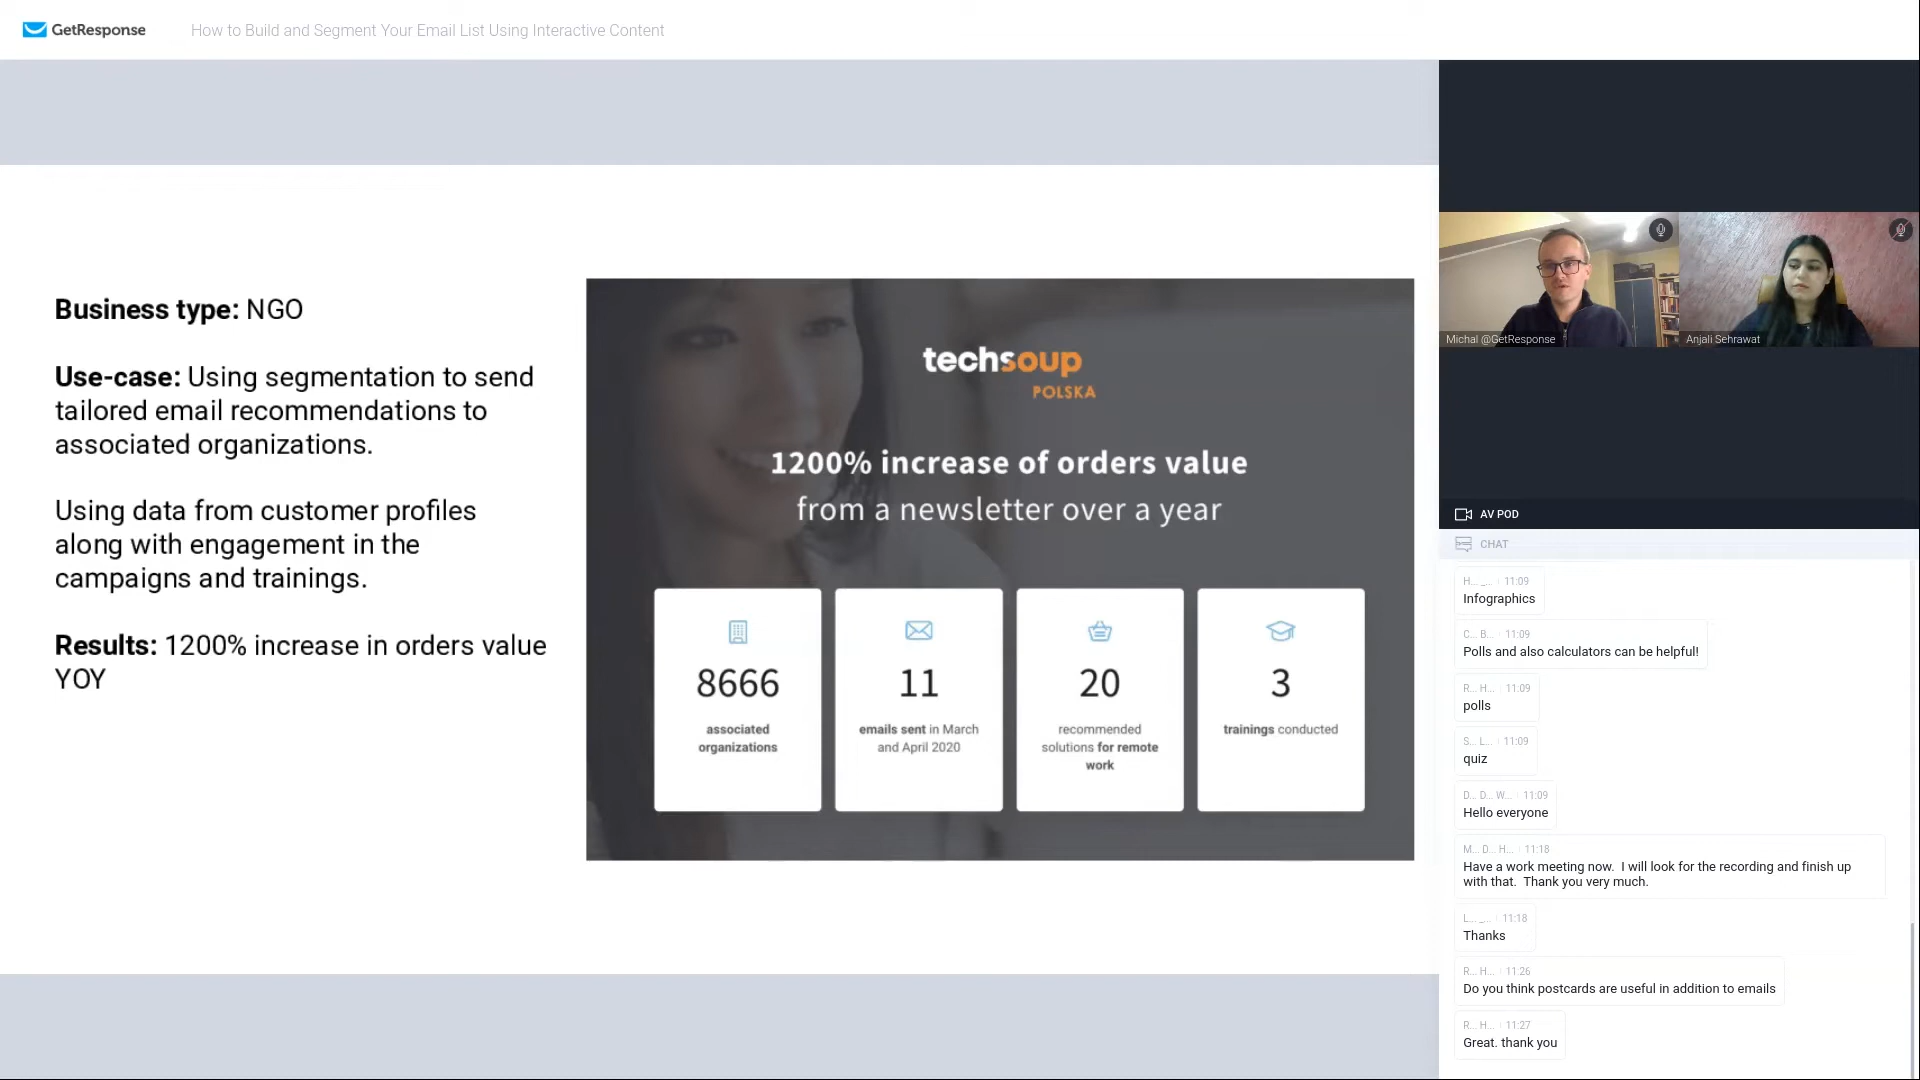 GetResponse
How to Build and Segment Your Email List Using Interactive Content
Business type: NGO
Use-case: Using segmentation to send
tailored email recommendations to
associated organizations.
Using data from customer profiles
along with engagement in the
campaigns and trainings.
Results: 1200% increase in orders value
YOY
techsoup
POLSKA
1200% increase of orders value
from a newsletter over a year
8666
associated
organizations
11
emails sent in March
and April 2020
20
recommended
solutions for remote
work
3
trainings conducted
Michal @GetResponse
Anjali Sehrawat
AV POD
CHAT
H... _... 11:09
Infographics
C... B... 11:09
Polls and also calculators can be helpful!
R... H... 11:09
polls
S... L... 11:09
quiz
D... D... W... 11:09
Hello everyone
M... D... H... 11:18
Have a work meeting now. I will look for the recording and finish up
with that. Thank you very much.
L... _... 11:18
Thanks
R... H... 11:26
Do you think postcards are useful in addition to emails
R... H... 11:27
Great. thank you